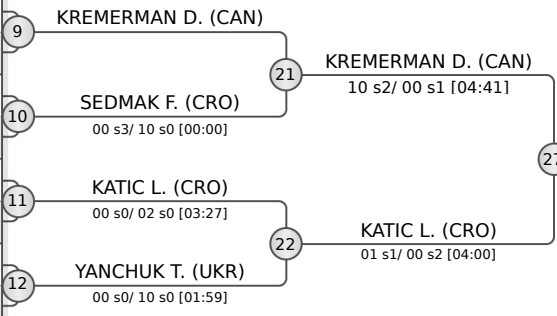 KREMERMAN D. (CAN)
9
21
KREMERMAN D. (CAN)
10 s2/ 00 s1 [04:41]
SEDMAK F. (CRO)
10
00 s3/ 10 s0 [00:00]
27
KATIC L. (CRO)
11
00 s0/ 02 s0 [03:27]
22
KATIC L. (CRO)
01 s1/ 00 s2 [04:00]
YANCHUK T. (UKR)
12
00 s0/ 10 s0 [01:59]